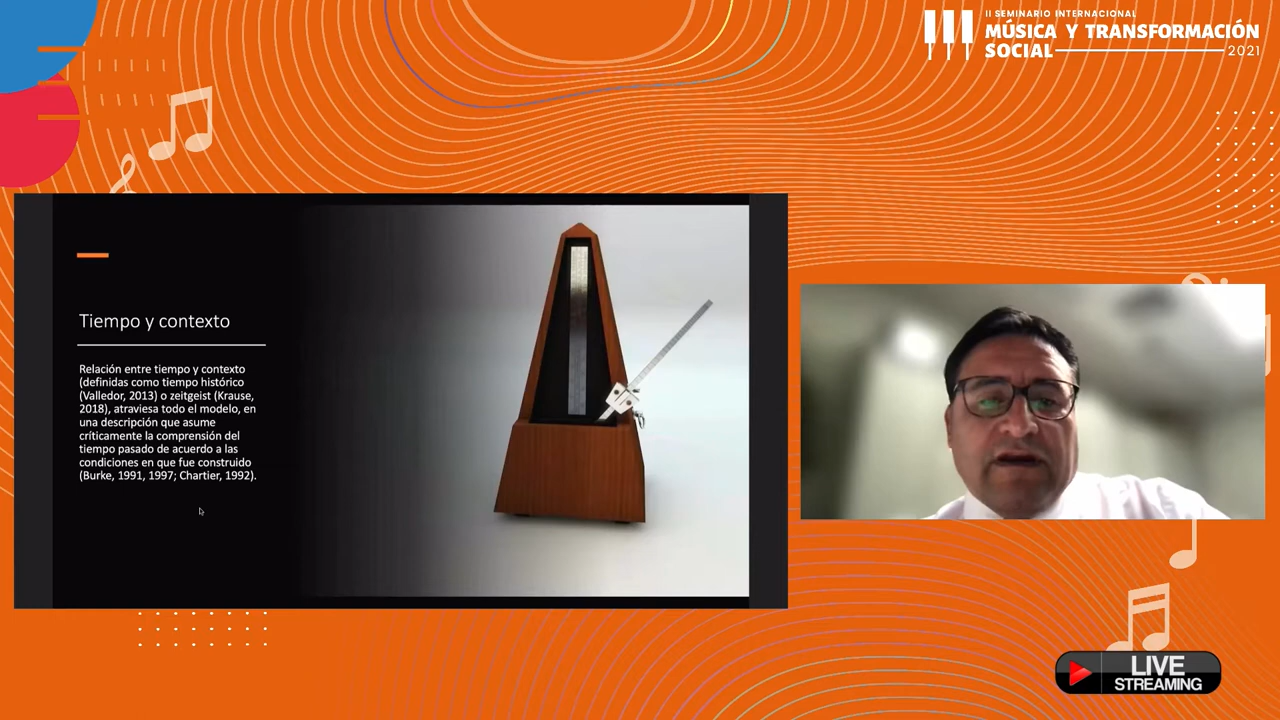 II SEMINARIO INTERNACIONAL
MÚSICA Y TRANSFORMACIÓN
SOCIAL 2021
Tiempo y contexto
Relación entre tiempo y contexto
(definidas como tiempo histórico
(Valledor, 2013) o zeitgeist (Krause,
2018), atraviesa todo el modelo, en
una descripción que asume
críticamente la comprensión del
tiempo pasado de acuerdo a las
condiciones en que fue construido
(Burke, 1991, 1997; Chartier, 1992).
LIVE
STREAMING